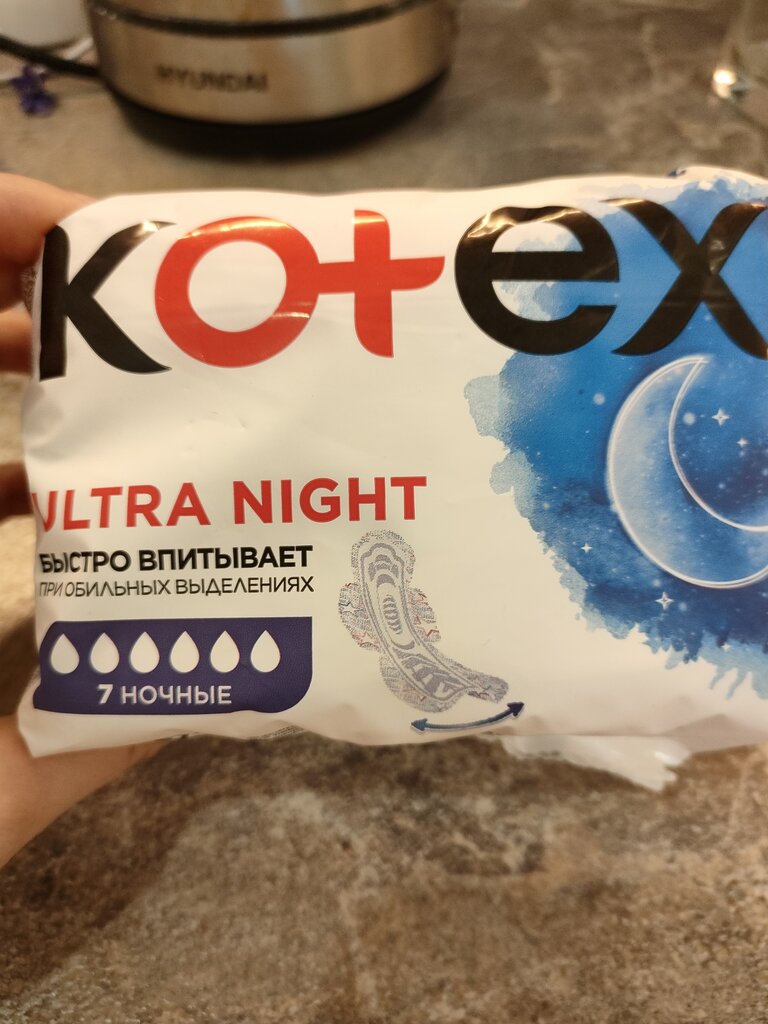 HYUNDAI
kotex
ULTRA NIGHT
БЫСТРО ВПИТЫВАЕТ
ПРИ ОБИЛЬНЫХ ВЫДЕЛЕНИЯХ
7 НОЧНЫЕ